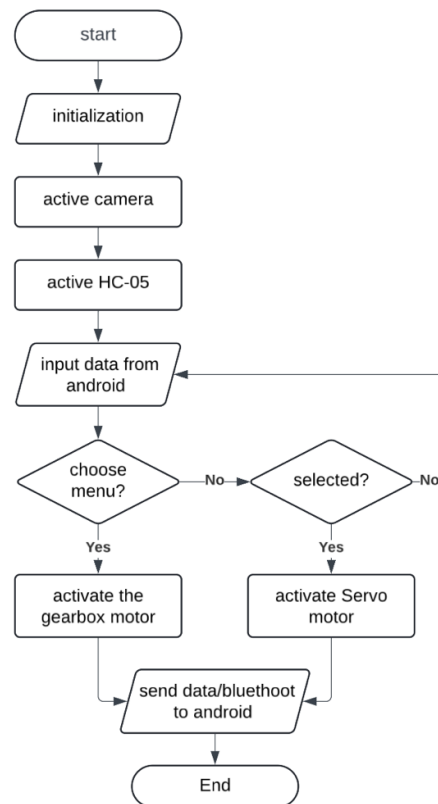 start
initialization
active camera
active HC-05
input data from
android
choose
menu?
No
selected?
No
Yes
Yes
activate the
gearbox motor
activate Servo
motor
send data/bluethoot
to android
End